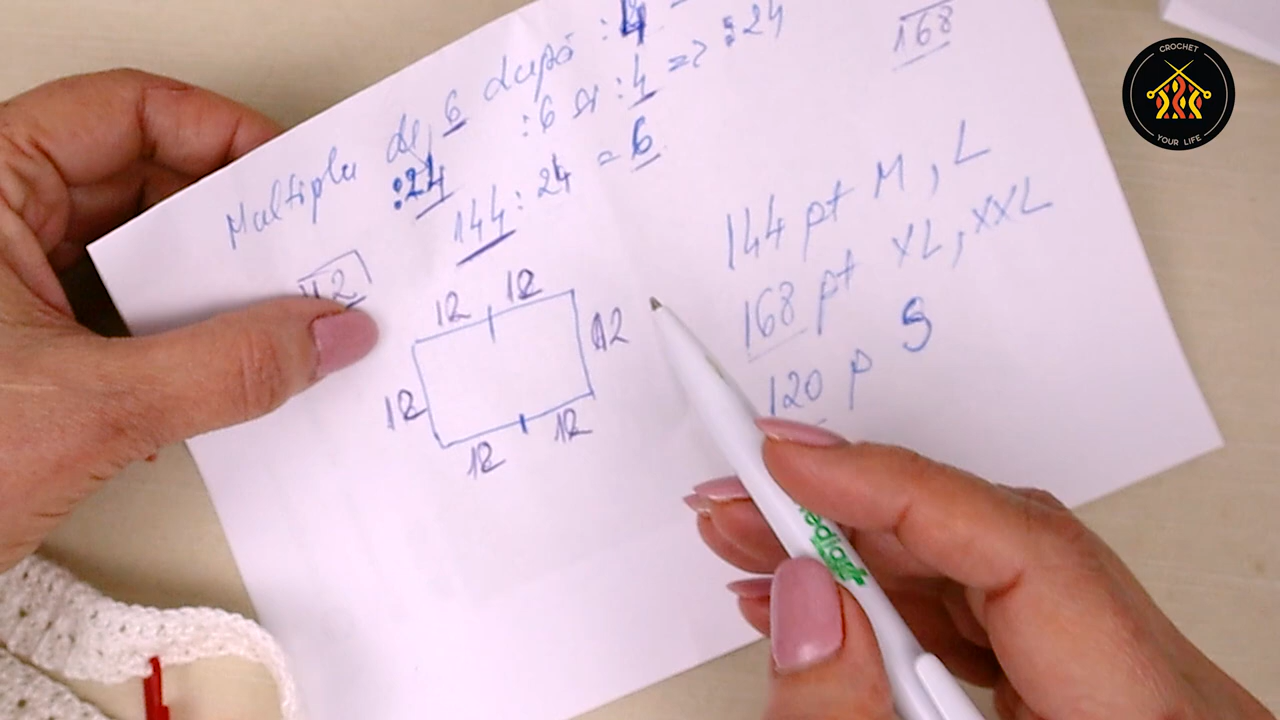 Multiplu de 6 după :4
:24 :6 și :4 => :24
144 : 24 = 6
168
12 12
12 12
12 12
144 pt M, L
168 pt XL, XXL
120 p S
CROCHET
YOUR LIFE